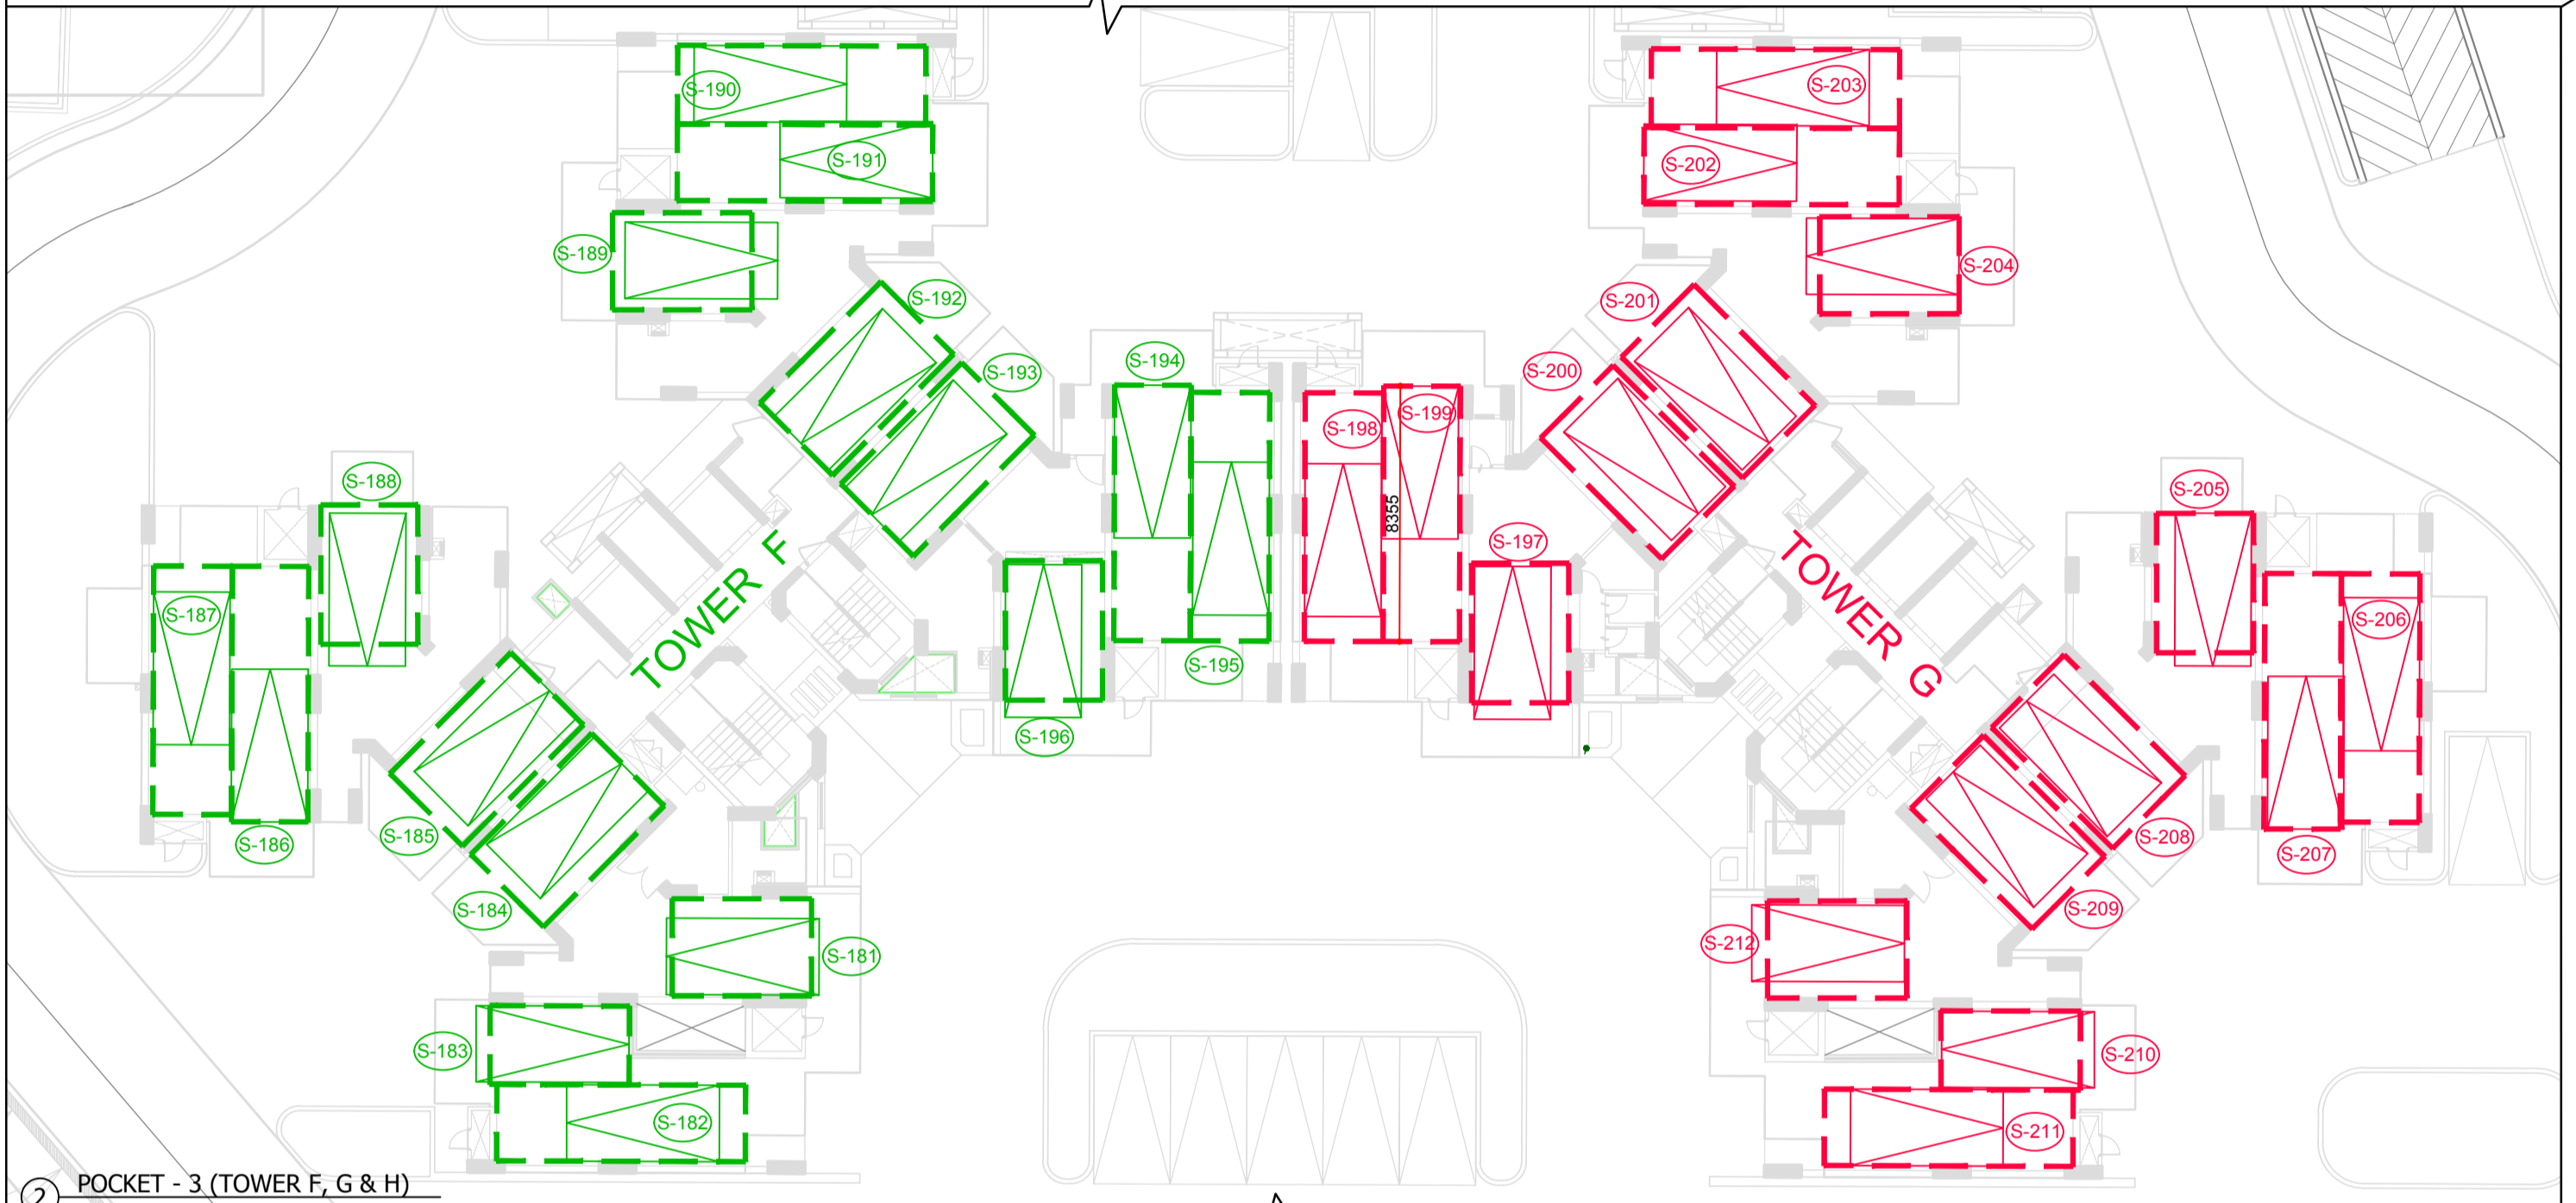 S-190
S-203
S-191
S-202
S-189
S-204
S-192
S-201
S-193
S-194
S-200
S-199
S-198
S-188
S-205
8355
S-197
TOWER F
TOWER G
S-187
S-206
S-195
S-196
S-185
S-186
S-208
S-207
S-184
S-209
S-181
S-212
S-183
S-210
S-182
S-211
2 POCKET - 3 (TOWER F, G & H)